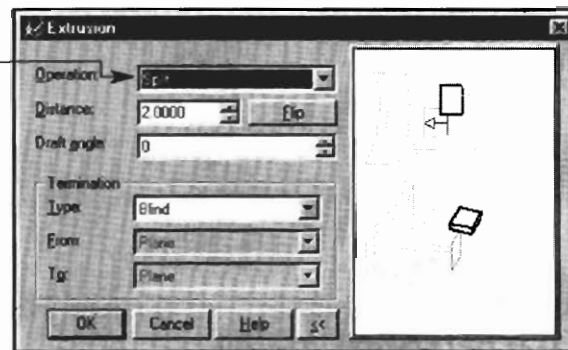 Extrusion
Operation: Split
Distance: 2.0000 Flip
Draft angle: 0
Termination
Type: Blind
From: Plane
To: Plane
OK Cancel Help <<